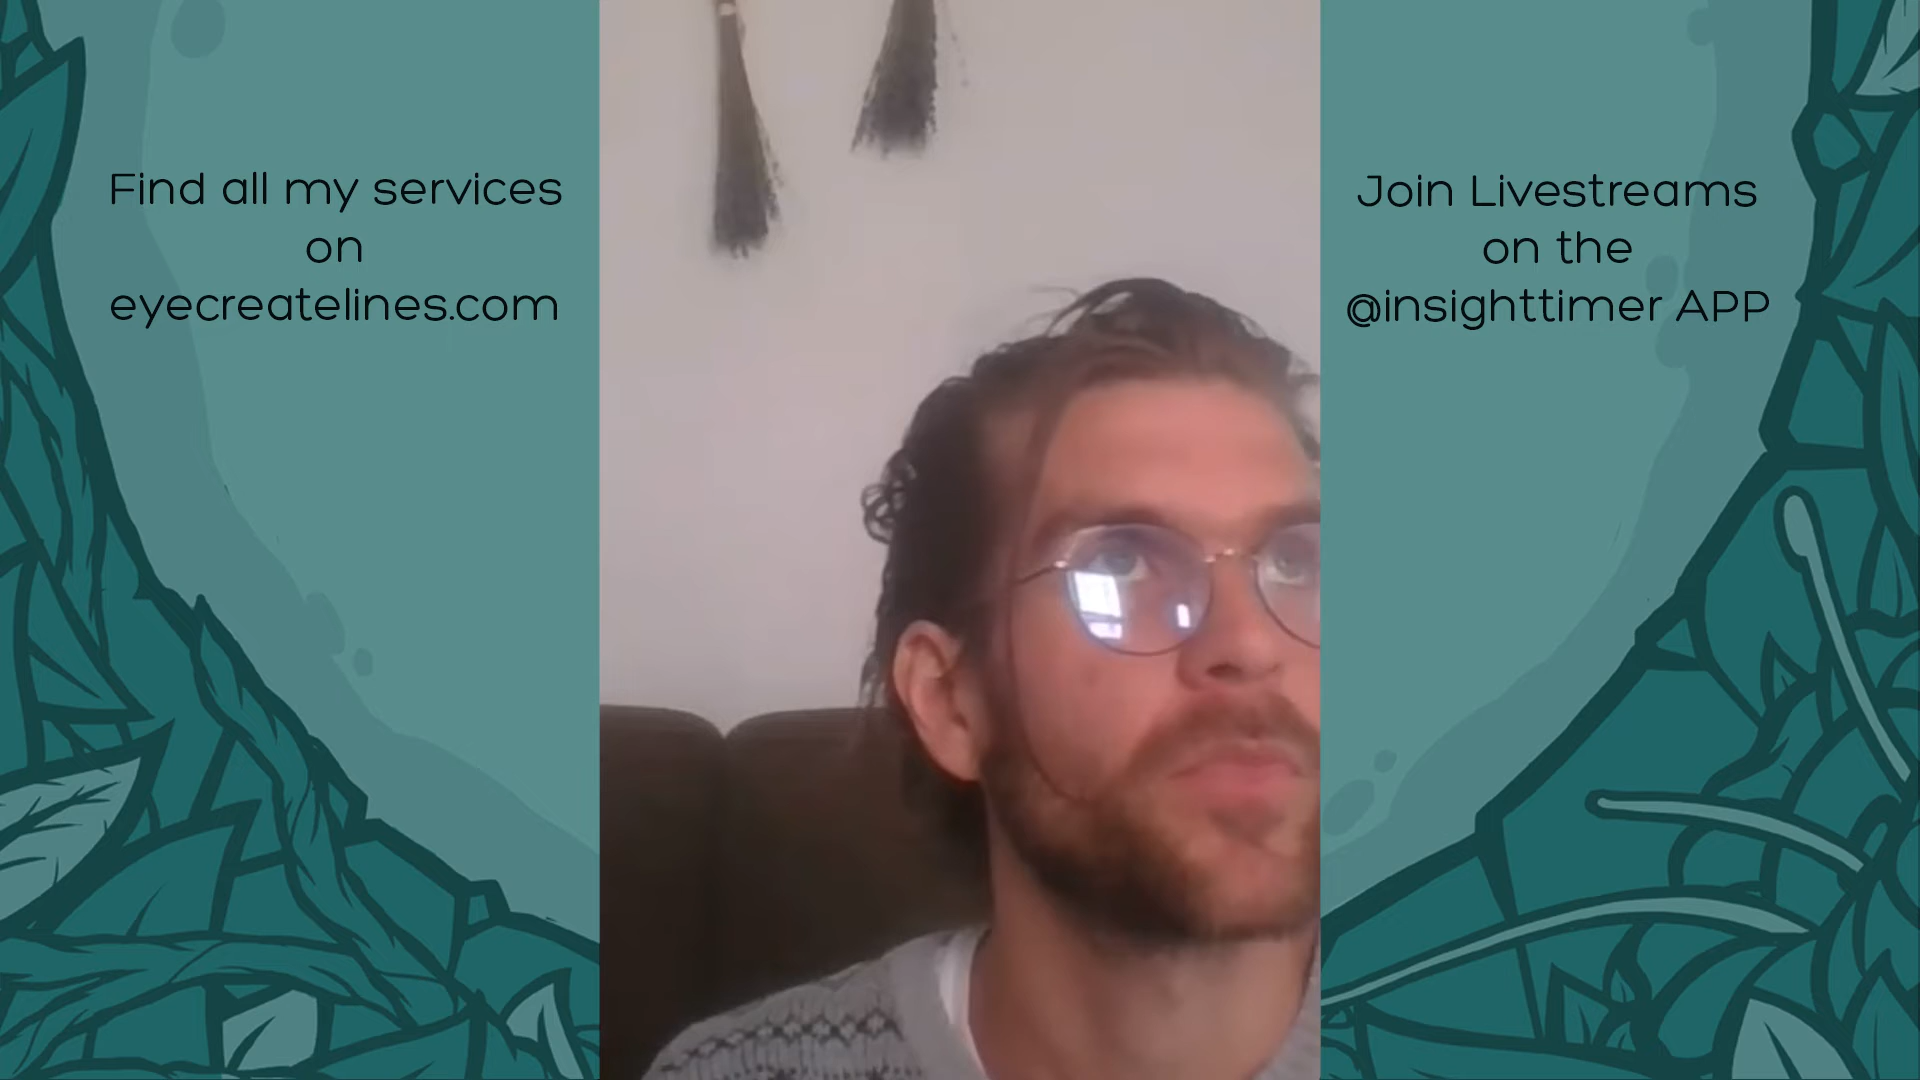 Find all my services
on
eyecreatelines.com
Join Livestreams
on the
@insighttimer APP